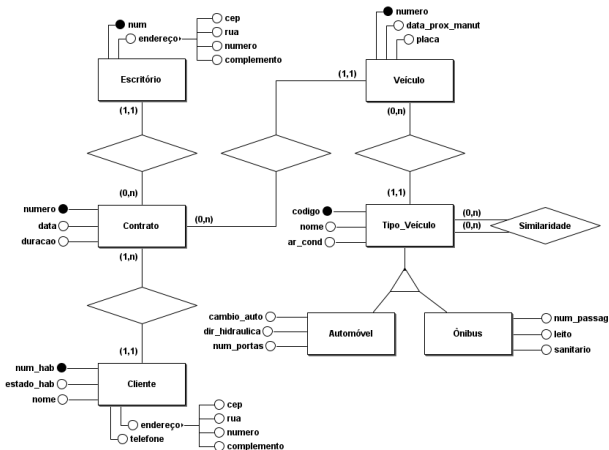 num
endereço
cep
rua
numero
complemento
Escritório
numero
data_prox_manut
placa
Veículo
(1,1)
(1,1)
(0,n)
(0,n)
(1,1)
numero
data
duracao
Contrato
(0,n)
codigo
nome
ar_cond
Tipo_Veículo
(0,n)
(0,n)
Similaridade
(1,n)
(1,1)
cambio_auto
dir_hidraulica
num_portas
Automóvel
Ônibus
num_passag
leito
sanitario
num_hab
estado_hab
nome
Cliente
endereço
telefone
cep
rua
numero
complemento